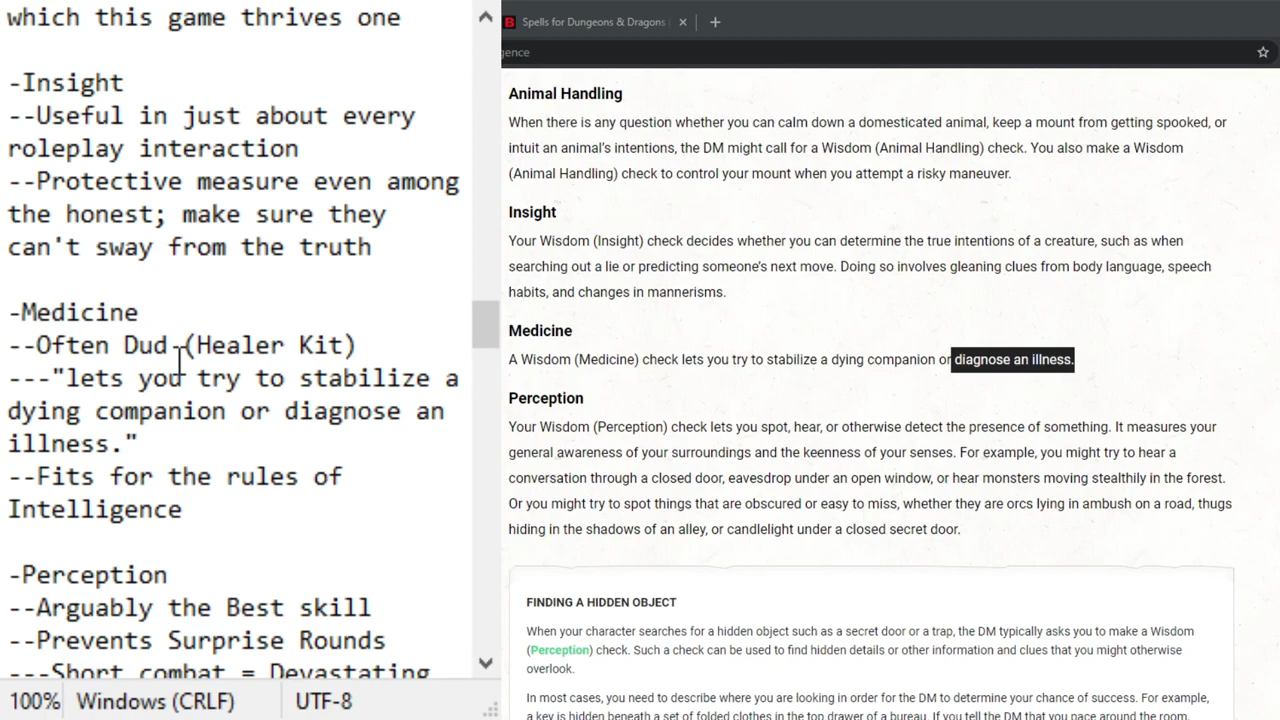 which this game thrives one
-Insight
--Useful in just about every
roleplay interaction
--Protective measure even among
the honest; make sure they
can't sway from the truth
-Medicine
--Often Dud-(Healer Kit)
---"lets you try to stabilize a
dying companion or diagnose an
illness."
--Fits for the rules of
Intelligence
-Perception
--Arguably the Best skill
--Prevents Surprise Rounds
---Short combat = Devastating
100% Windows (CRLF) UTF-8
B Spells for Dungeons & Dragons
gence
Animal Handling
When there is any question whether you can calm down a domesticated animal, keep a mount from getting spooked, or
intuit an animal's intentions, the DM might call for a Wisdom (Animal Handling) check. You also make a Wisdom
(Animal Handling) check to control your mount when you attempt a risky maneuver.
Insight
Your Wisdom (Insight) check decides whether you can determine the true intentions of a creature, such as when
searching out a lie or predicting someone's next move. Doing so involves gleaning clues from body language, speech
habits, and changes in mannerisms.
Medicine
A Wisdom (Medicine) check lets you try to stabilize a dying companion or diagnose an illness.
Perception
Your Wisdom (Perception) check lets you spot, hear, or otherwise detect the presence of something. It measures your
general awareness of your surroundings and the keenness of your senses. For example, you might try to hear a
conversation through a closed door, eavesdrop under an open window, or hear monsters moving stealthily in the forest.
Or you might try to spot things that are obscured or easy to miss, whether they are orcs lying in ambush on a road, thugs
hiding in the shadows of an alley, or candlelight under a closed secret door.
FINDING A HIDDEN OBJECT
When your character searches for a hidden object such as a secret door or a trap, the DM typically asks you to make a Wisdom
(Perception) check. Such a check can be used to find hidden details or other information and clues that you might otherwise
overlook.
In most cases, you need to describe where you are looking in order for the DM to determine your chance of success. For example,
a key is hidden beneath a set of folded clothes in the top drawer of a bureau. If you tell the DM that you pace around the room,